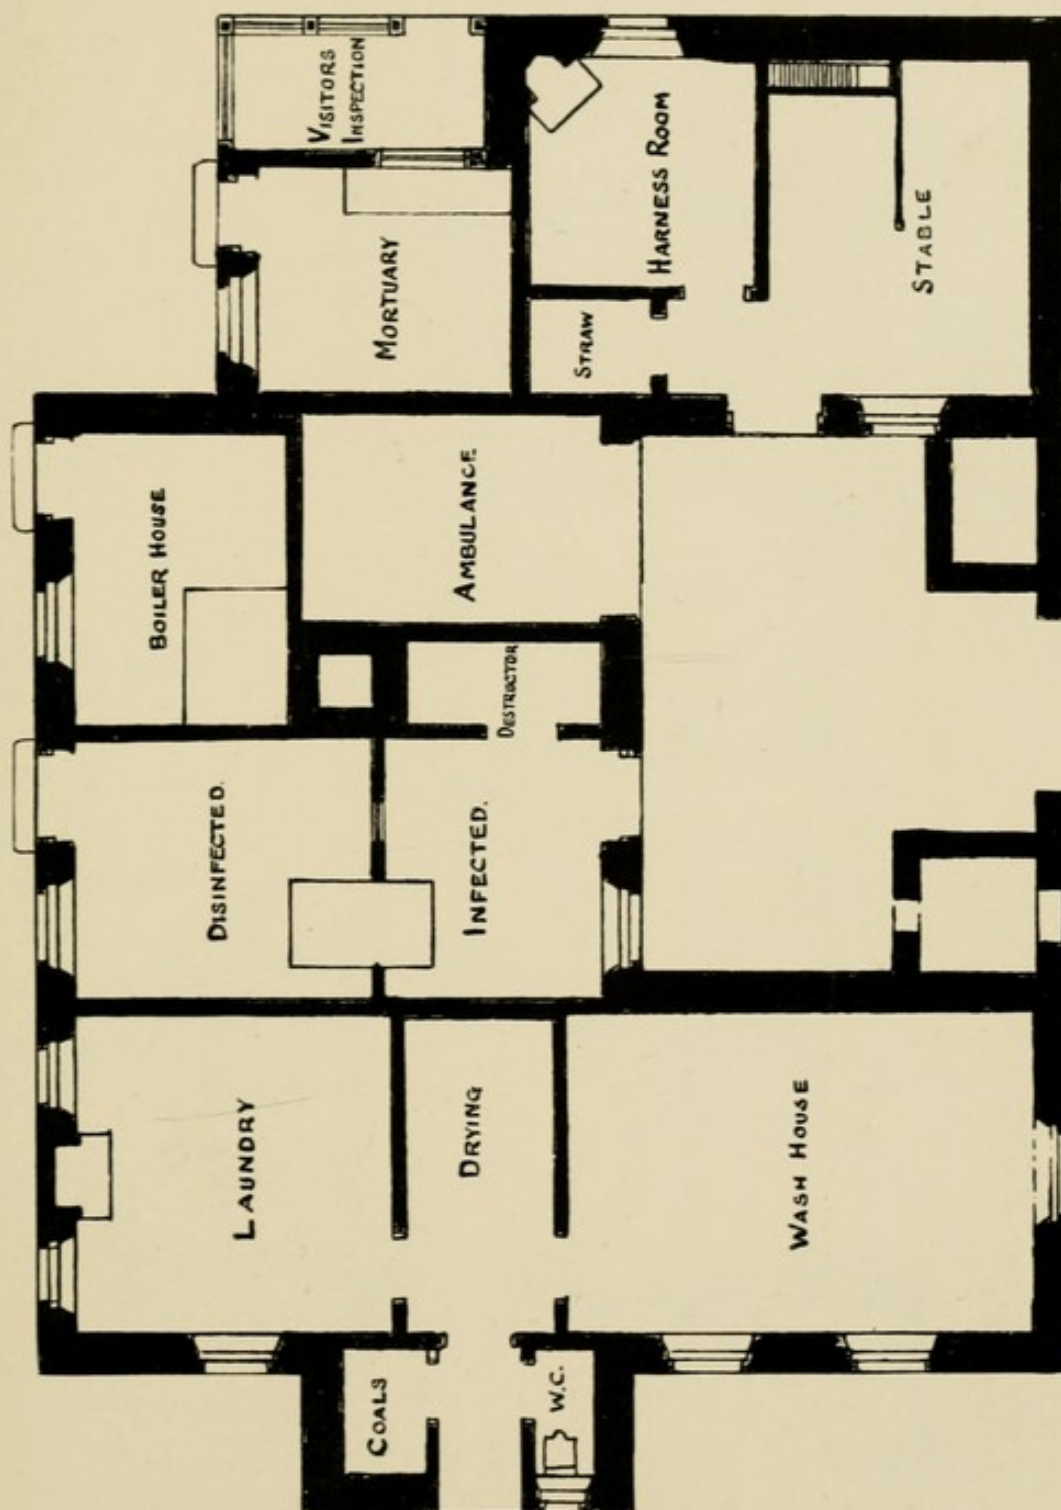 VISITORS
INSPECTION
HARNESS ROOM
STABLE
MORTUARY
STRAW
BOILER HOUSE
AMBULANCE
DESTRUCTOR
DISINFECTED.
INFECTED.
LAUNDRY
DRYING
WASH HOUSE
COALS
W.C.